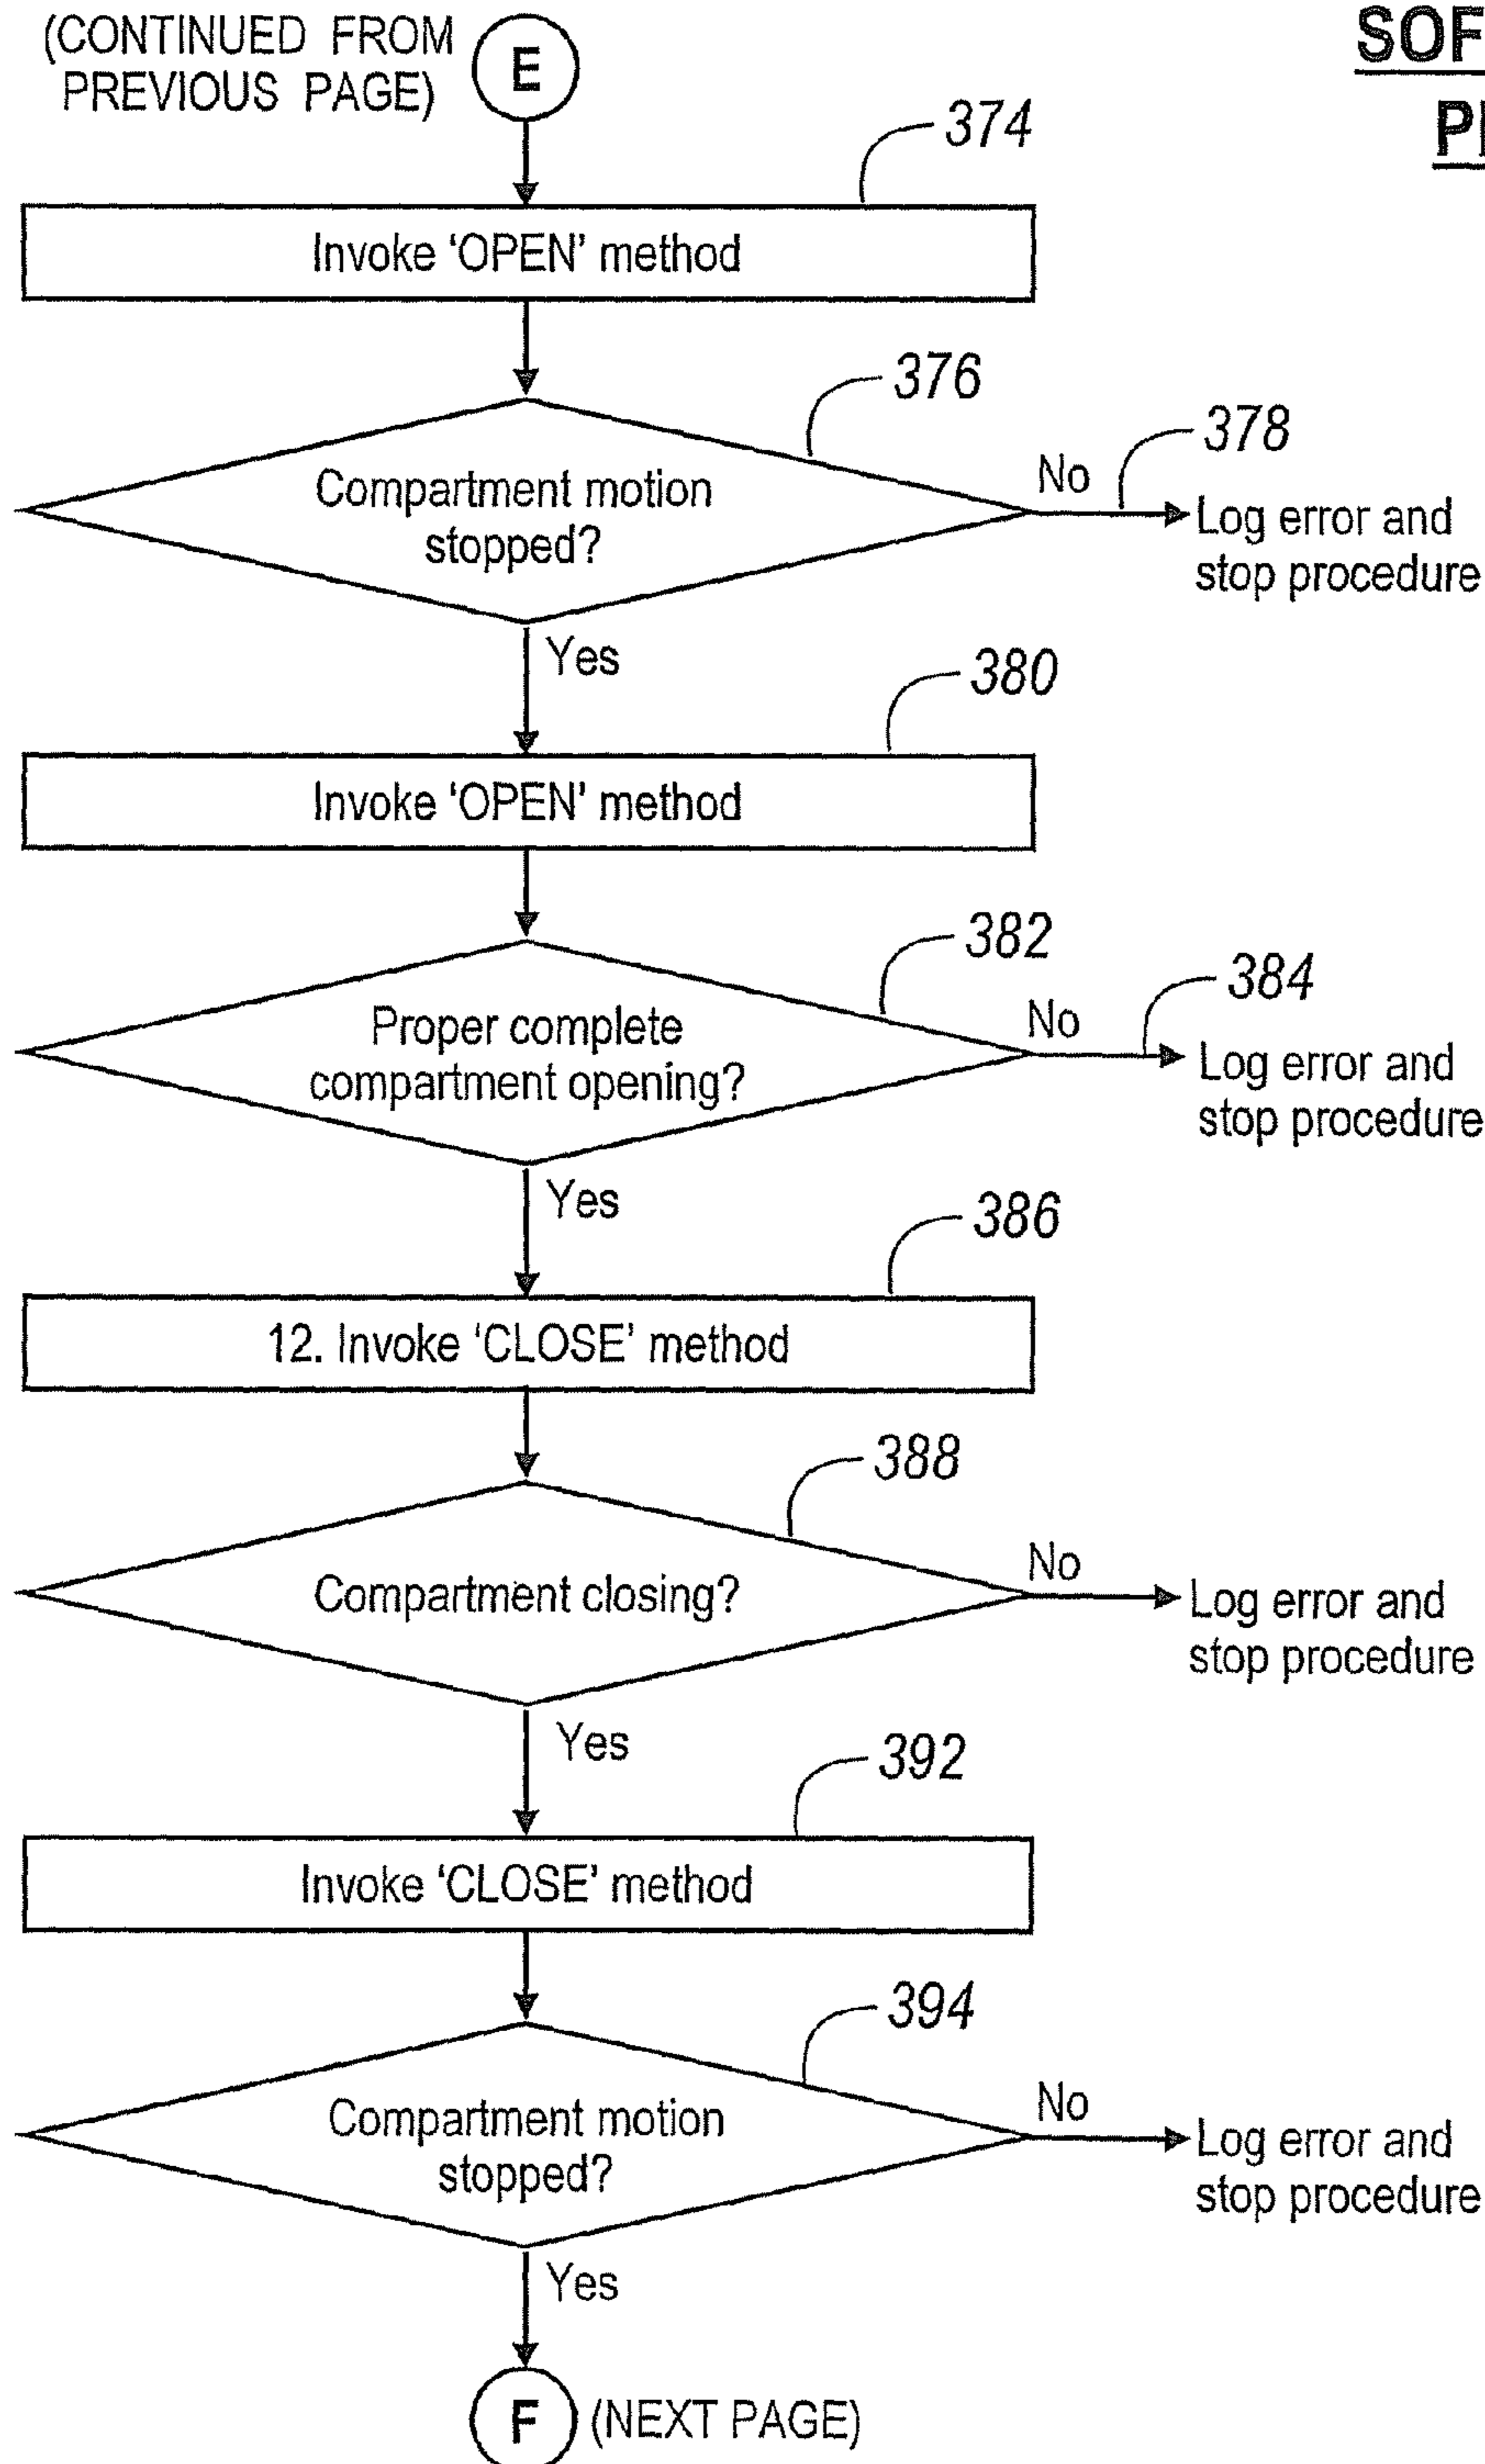 (CONTINUED FROM
PREVIOUS PAGE)
E
374
Invoke ‘OPEN’ method
376
Compartment motion
stopped?
No
378
Log error and
stop procedure
Yes
380
Invoke ‘OPEN’ method
382
Proper complete
compartment opening?
No
384
Log error and
stop procedure
Yes
386
12. Invoke ‘CLOSE’ method
388
Compartment closing?
No
Log error and
stop procedure
Yes
392
Invoke ‘CLOSE’ method
394
Compartment motion
stopped?
No
Log error and
stop procedure
Yes
F
(NEXT PAGE)